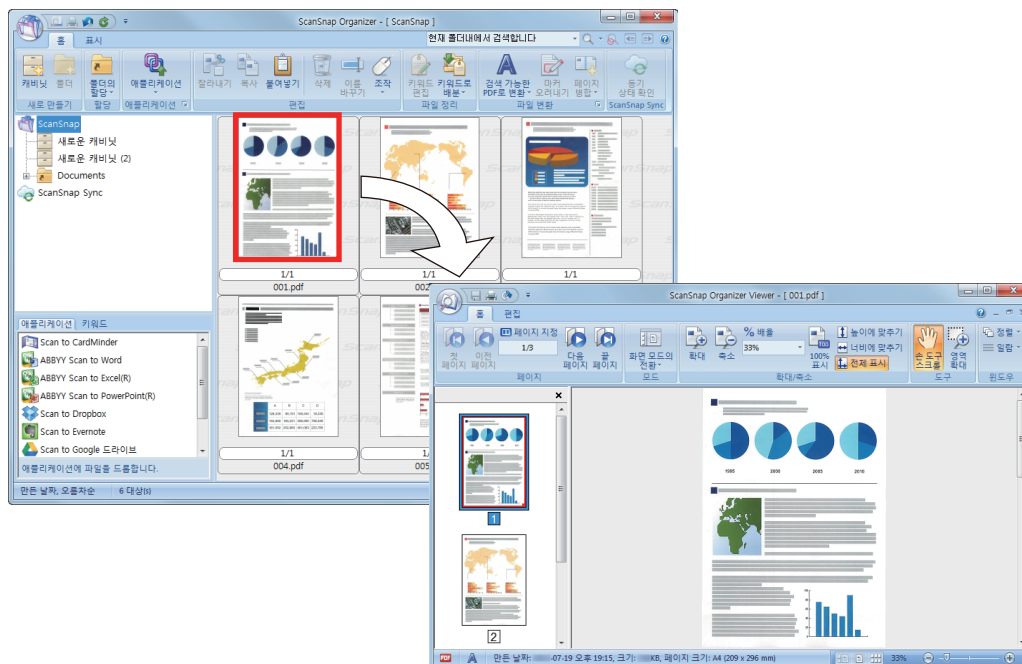 ScanSnap Organizer - [ ScanSnap ]
현재 폴더내에서 검색합니다
홈 표시
캐비닛 폴더
폴더의 할당
애플리케이션
잘라내기 복사 붙여넣기 삭제
이름 바꾸기
조작
키워드 편집
키워드로 배분
검색 가능한 PDF로 변환
마커 오려내기
페이지 병합
동기 상태 확인
새로 만들기 할당 애플리케이션 편집 파일 정리 파일 변환 ScanSnap Sync
ScanSnap
새로운 캐비닛
새로운 캐비닛 (2)
Documents
ScanSnap Sync
1/1 1/1 1/1
001.pdf 002
1/1 1/
004.pdf 005
애플리케이션 키워드
Scan to CardMinder
ABBYY Scan to Word
ABBYY Scan to Excel(R)
ABBYY Scan to PowerPoint(R)
Scan to Dropbox
Scan to Evernote
Scan to Google 드라이브
애플리케이션에 파일을 드롭합니다.
만든 날짜, 오름차순 6 대상(s)
ScanSnap Organizer Viewer - [ 001.pdf ]
홈 편집
첫 페이지
이전 페이지
페이지 지정
1/3
다음 페이지
끝 페이지
화면 모드의 전환
확대 축소
% 배율
33%
100% 표시
높이에 맞추기
너비에 맞추기
전체 표시
손 도구 스크롤
영역 확대
정렬
일람
페이지 모드 확대/축소 도구 윈도우
1
2
1995 2000 2005 2010
PDF 만든 날짜: -07-19 오후 19:15, 크기: KB, 페이지 크기: A4 (209 x 296 mm) 33%